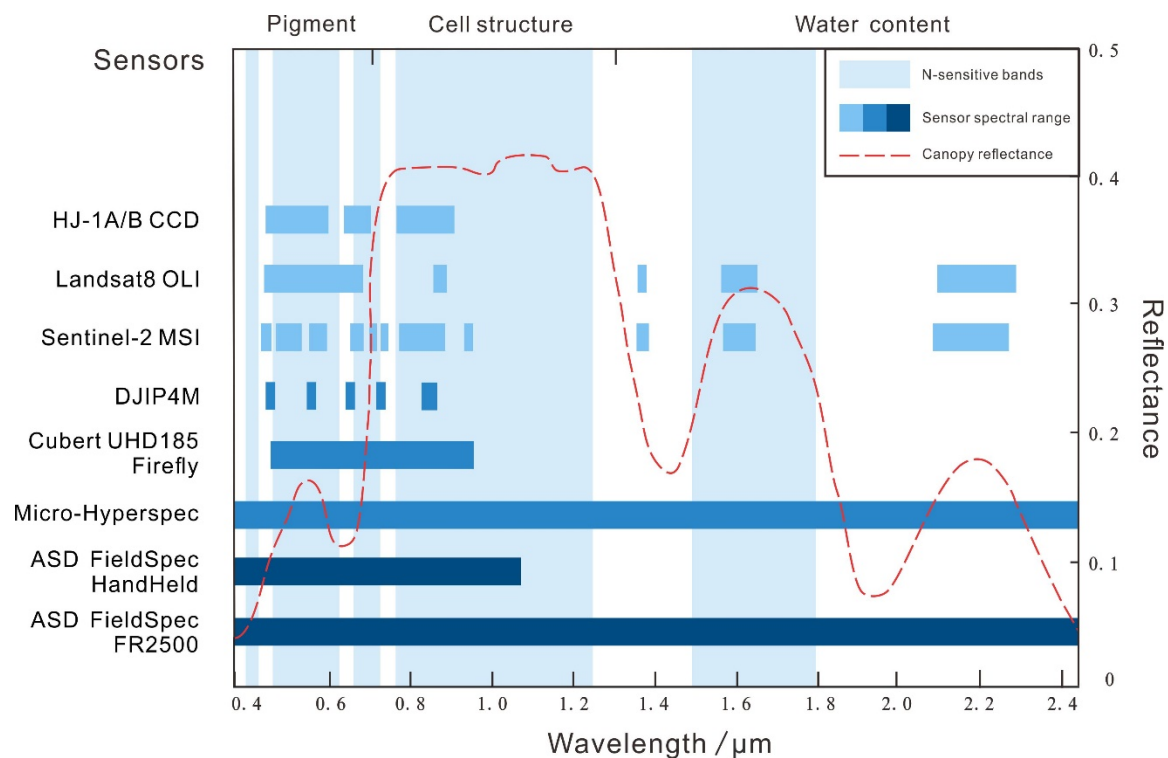 Pigment
Cell structure
Water content
Sensors
N-sensitive bands
Sensor spectral range
Canopy reflectance
HJ-1A/B CCD
Landsat8 OLI
Sentinel-2 MSI
DJIP4M
Cubert UHD185
Firefly
Micro-Hyperspec
ASD FieldSpec
HandHeld
ASD FieldSpec
FR2500
0.5
0.4
0.3
0.2
0.1
0
Reflectance
0.4 0.6 0.8 1.0 1.2 1.4 1.6 1.8 2.0 2.2 2.4
Wavelength /μm